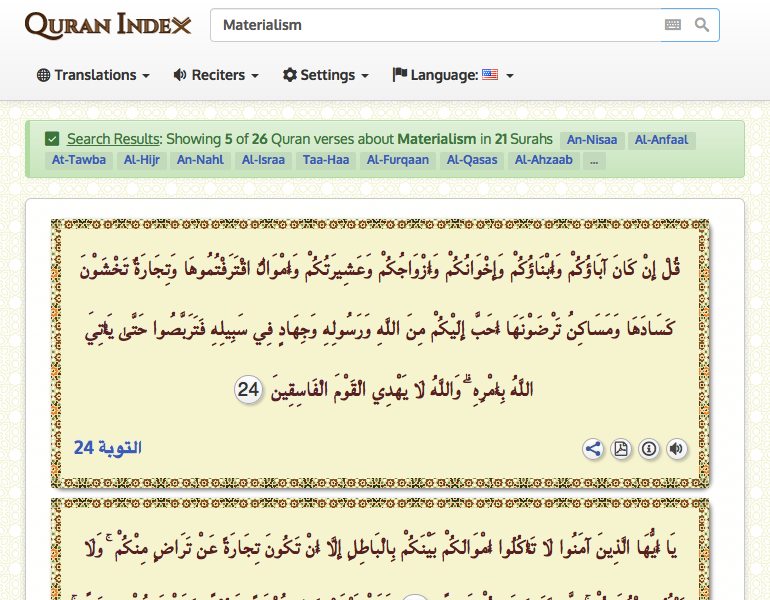 QURAN INDEX
Materialism
Translations
Reciters
Settings
Language:
Search Results: Showing 5 of 26 Quran verses about Materialism in 21 Surahs An-Nisaa Al-Anfaal
At-Tawba Al-Hijr An-Nahl Al-Israa Taa-Haa Al-Furqaan Al-Qasas Al-Ahzaab ...
قُلْ إِنْ كَانَ آبَاؤُكُمْ وَأَبْنَاؤُكُمْ وَإِخْوَانُكُمْ وَأَزْوَاجُكُمْ وَعَشِيرَتُكُمْ وَأَمْوَالٌ اقْتَرَفْتُمُوهَا وَتِجَارَةٌ تَخْشَوْنَ
كَسَادَهَا وَمَسَاكِنُ تَرْضَوْنَهَا أَحَبَّ إِلَيْكُمْ مِنَ اللَّهِ وَرَسُولِهِ وَجِهَادٍ فِي سَبِيلِهِ فَتَرَبَّصُوا حَتَّىٰ يَأْتِيَ
اللَّهُ بِأَمْرِهِ ۗ وَاللَّهُ لَا يَهْدِي الْقَوْمَ الْفَاسِقِينَ 24
التوبة 24
يَا أَيُّهَا الَّذِينَ آمَنُوا لَا تَأْكُلُوا أَمْوَالَكُمْ بَيْنَكُمْ بِالْبَاطِلِ إِلَّا أَنْ تَكُونَ تِجَارَةً عَنْ تَرَاضٍ مِنْكُمْ ۚ وَلَا